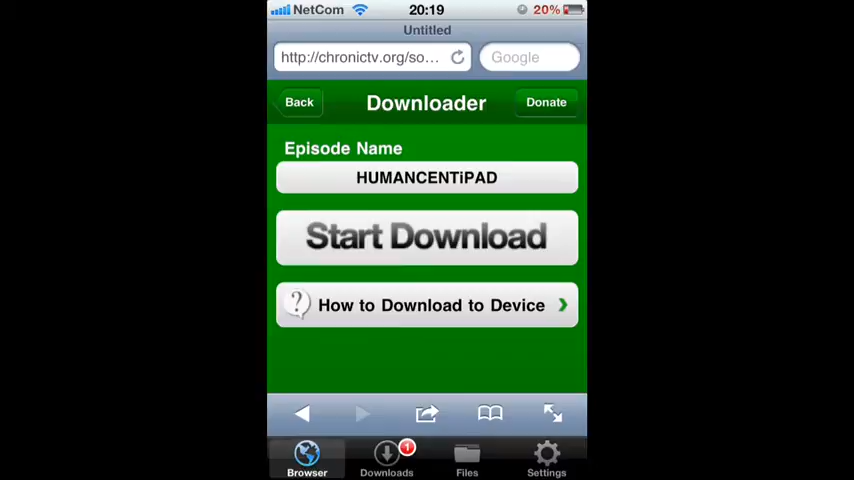 NetCom 20:19 20%
Untitled
http://chronictv.org/so... Google
Back Downloader Donate
Episode Name
HUMANCENTiPAD
Start Download
? How to Download to Device
1
Browser Downloads Files Settings